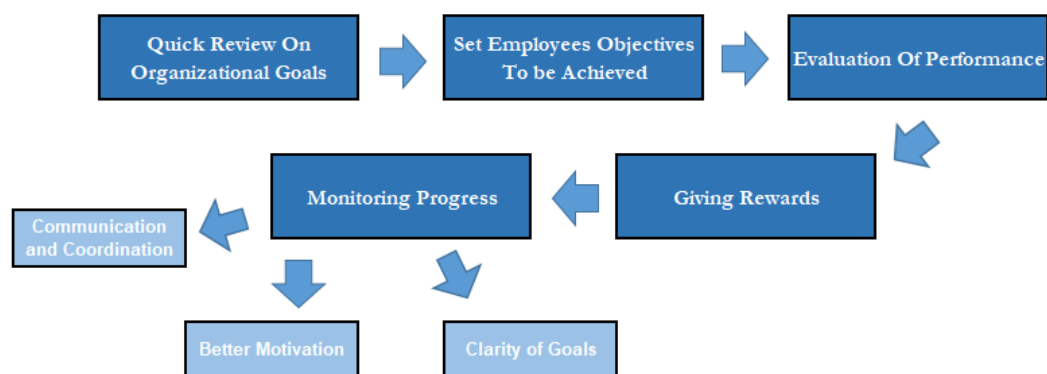 Quick Review On
Organizational Goals
Set Employees Objectives
To be Achieved
Evaluation Of Performance
Giving Rewards
Monitoring Progress
Communication
and Coordination
Better Motivation
Clarity of Goals